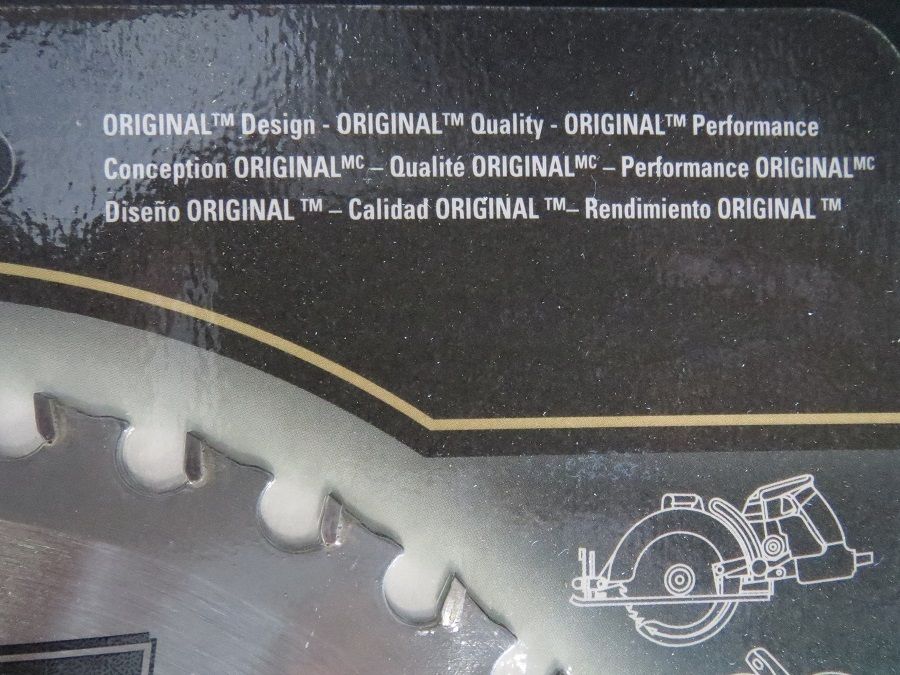 ORIGINAL™ Design - ORIGINAL™ Quality - ORIGINAL™ Performance
Conception ORIGINALᴹᶜ – Qualité ORIGINALᴹᶜ – Performance ORIGINALᴹᶜ
Diseño ORIGINAL ™ – Calidad ORIGINAL ™– Rendimiento ORIGINAL ™